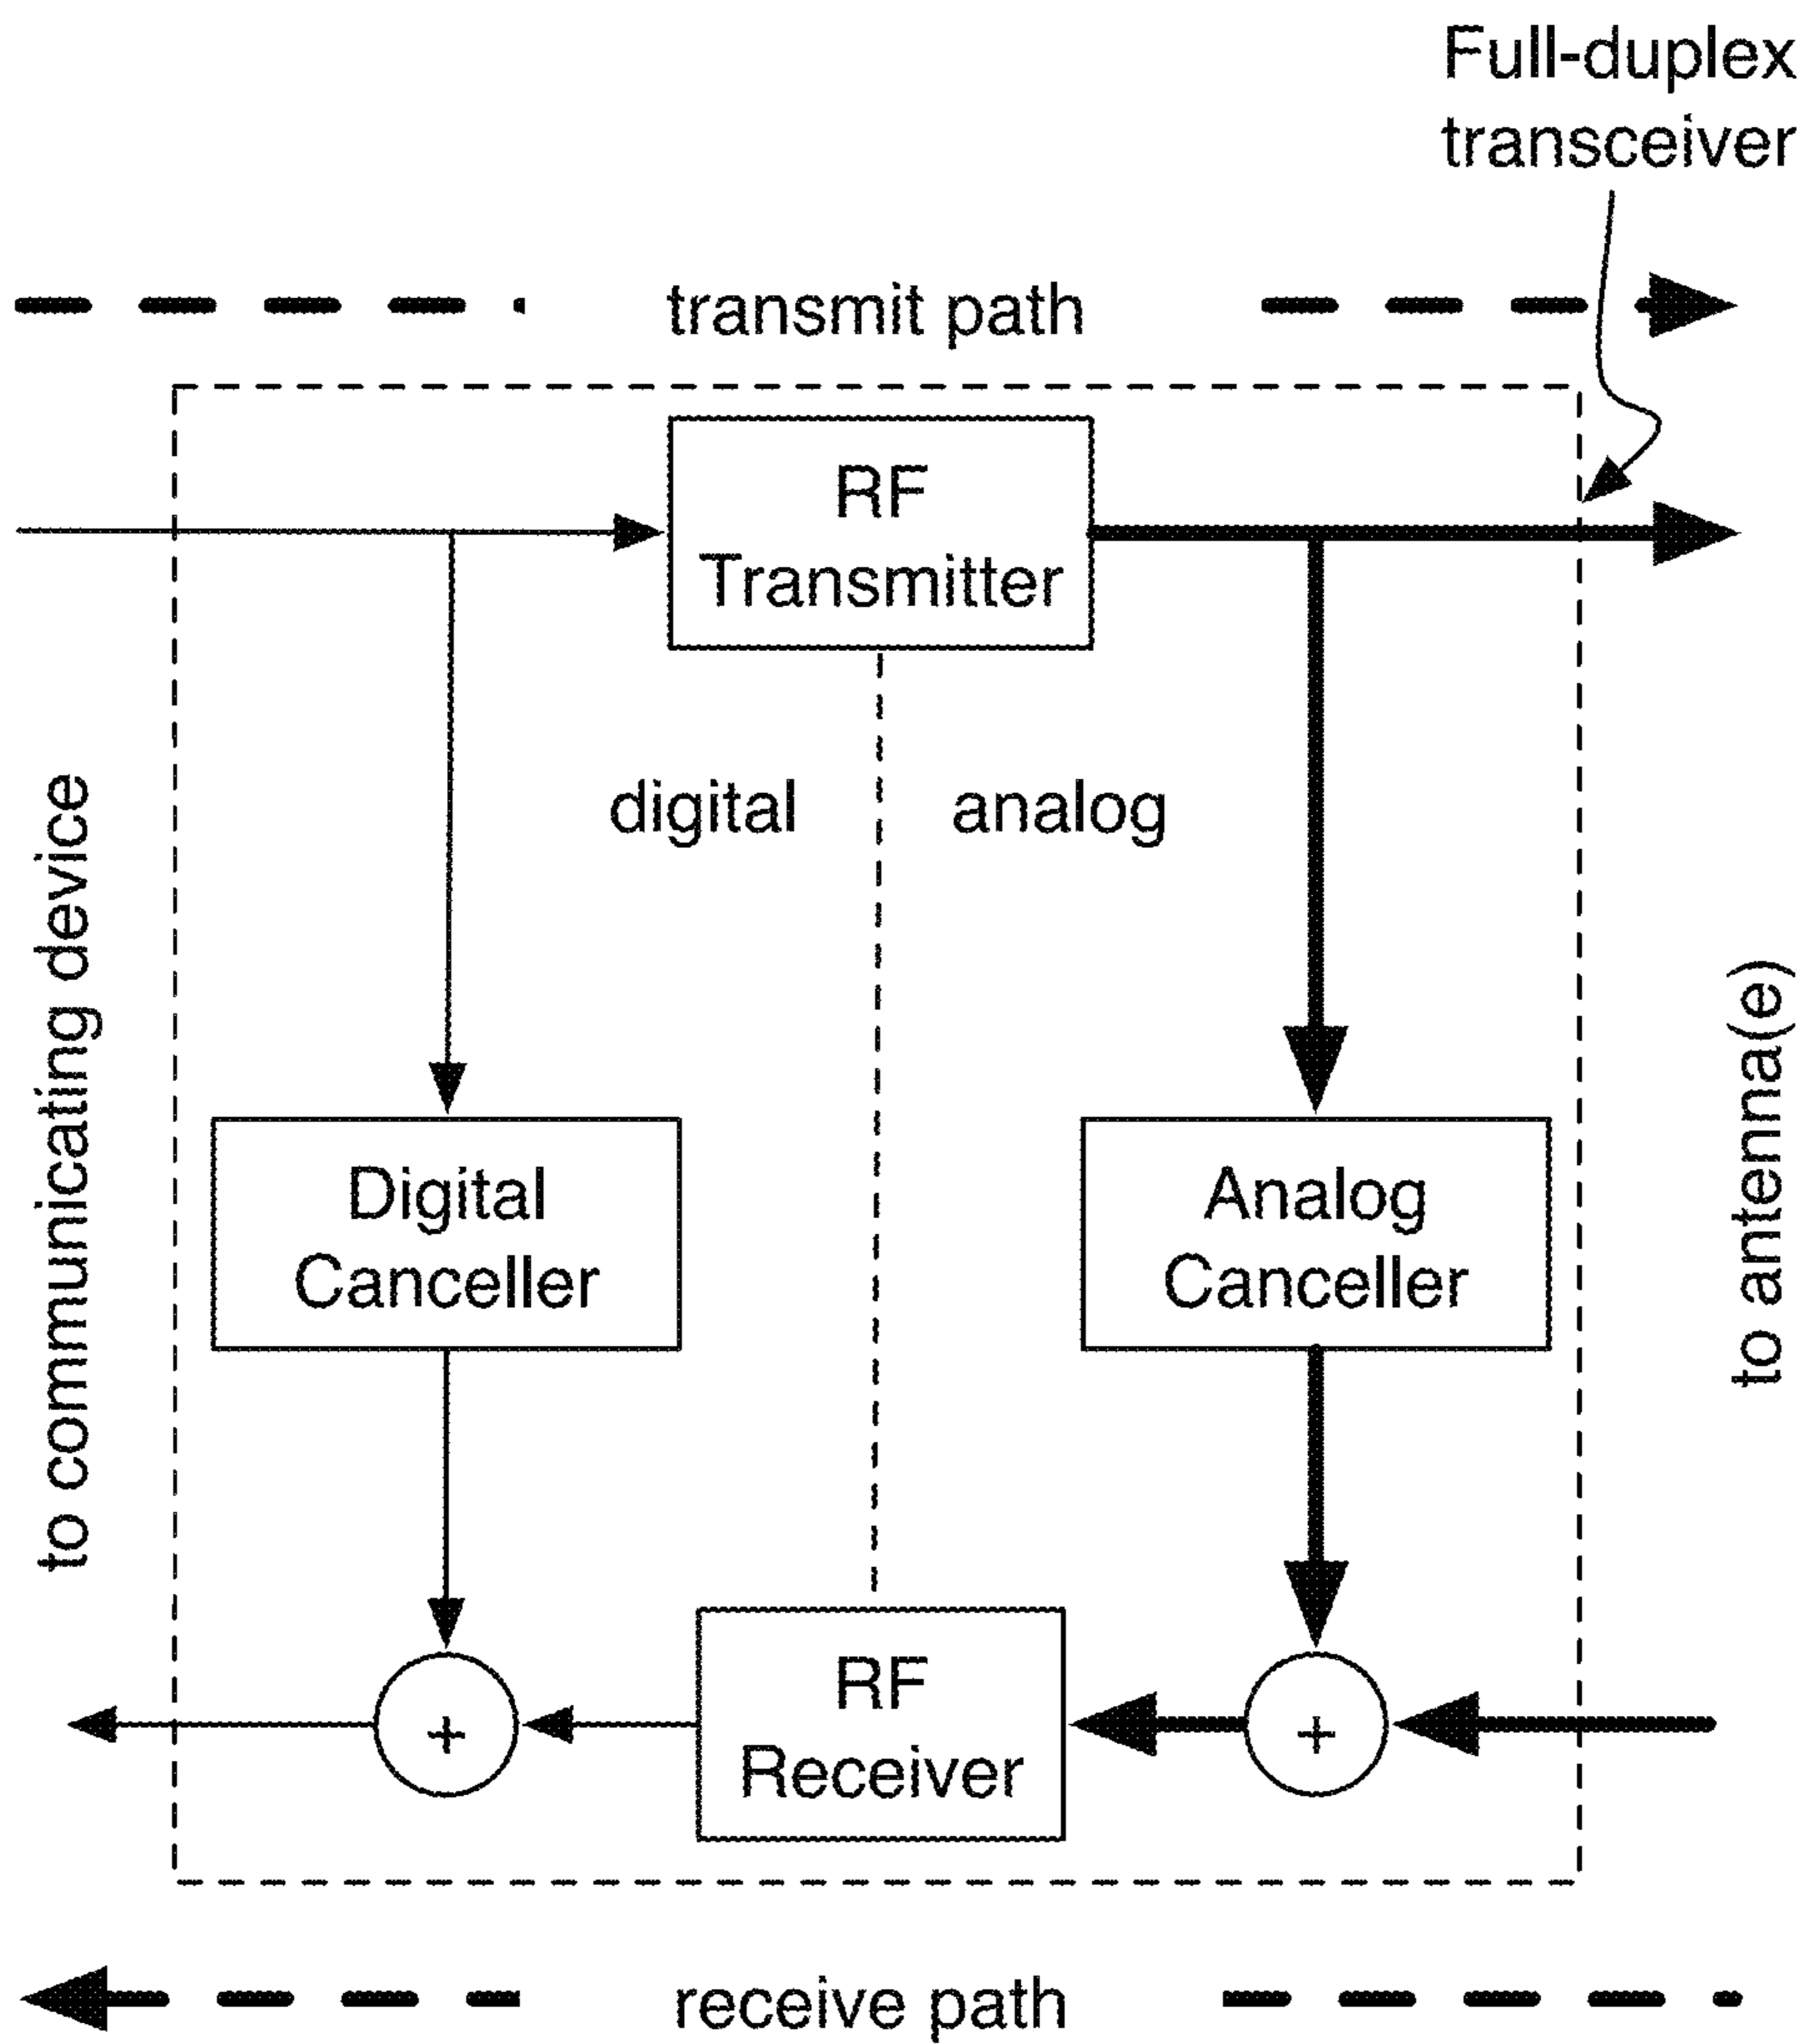 Full-duplex
transceiver
transmit path
RF
Transmitter
digital
analog
to communicating device
to antenna(e)
Digital
Canceller
Analog
Canceller
RF
Receiver
+
+
receive path